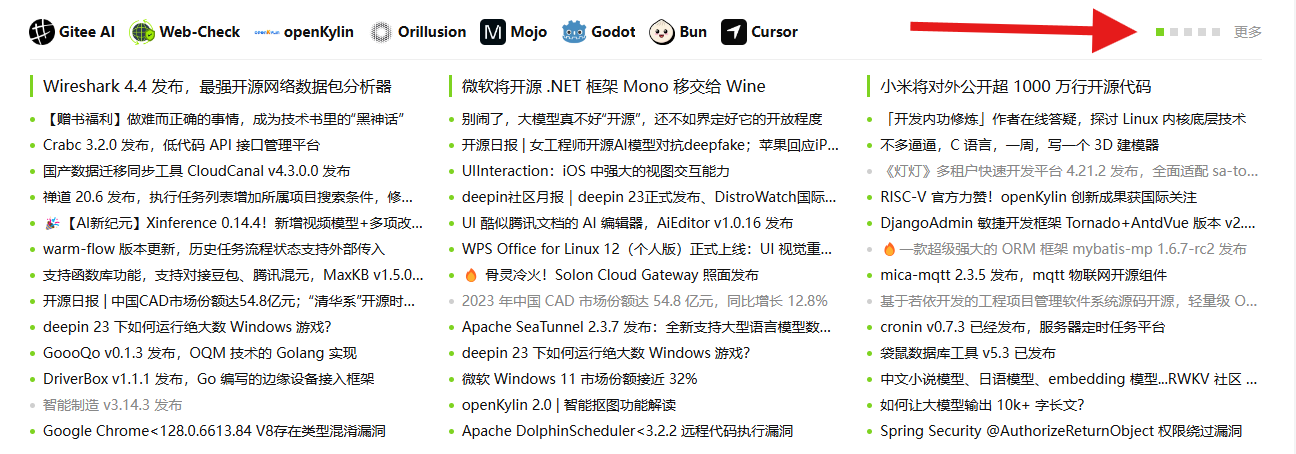 Gitee AI Web-Check openKylin openKylin Orillusion Mojo Godot Bun Cursor 更多
Wireshark 4.4 发布，最强开源网络数据包分析器
【赠书福利】做难而正确的事情，成为技术书里的“黑神话”
Crabc 3.2.0 发布，低代码 API 接口管理平台
国产数据迁移同步工具 CloudCanal v4.3.0.0 发布
禅道 20.6 发布，执行任务列表增加所属项目搜索条件，修...
🎉【AI新纪元】Xinference 0.14.4！新增视频模型+多项改...
warm-flow 版本更新，历史任务流程状态支持外部传入
支持函数库功能，支持对接豆包、腾讯混元，MaxKB v1.5.0...
开源日报 | 中国CAD市场份额达54.8亿元；“清华系”开源时...
deepin 23 下如何运行绝大数 Windows 游戏？
GoooQo v0.1.3 发布，OQM 技术的 Golang 实现
DriverBox v1.1.1 发布，Go 编写的边缘设备接入框架
智能制造 v3.14.3 发布
Google Chrome<128.0.6613.84 V8存在类型混淆漏洞
微软将开源 .NET 框架 Mono 移交给 Wine
别闹了，大模型真不好“开源”，还不如界定好它的开放程度
开源日报 | 女工程师开源AI模型对抗deepfake；苹果回应iP...
UIInteraction：iOS 中强大的视图交互能力
deepin社区月报 | deepin 23正式发布、DistroWatch国际...
UI 酷似腾讯文档的 AI 编辑器，AiEditor v1.0.16 发布
WPS Office for Linux 12（个人版）正式上线：UI 视觉重...
🔥 骨灵冷火！Solon Cloud Gateway 照面发布
2023 年中国 CAD 市场份额达 54.8 亿元，同比增长 12.8%
Apache SeaTunnel 2.3.7 发布：全新支持大型语言模型数...
deepin 23 下如何运行绝大数 Windows 游戏？
微软 Windows 11 市场份额接近 32%
openKylin 2.0 | 智能抠图功能解读
Apache DolphinScheduler<3.2.2 远程代码执行漏洞
小米将对外公开超 1000 万行开源代码
「开发内功修炼」作者在线答疑，探讨 Linux 内核底层技术
不多逼逼，C 语言，一周，写一个 3D 建模器
《灯灯》多租户快速开发平台 4.21.2 发布，全面适配 sa-to...
RISC-V 官方力赞！openKylin 创新成果获国际关注
DjangoAdmin 敏捷开发框架 Tornado+AntdVue 版本 v2....
🔥 一款超级强大的 ORM 框架 mybatis-mp 1.6.7-rc2 发布
mica-mqtt 2.3.5 发布，mqtt 物联网开源组件
基于若依开发的工程项目管理软件系统源码开源，轻量级 O...
cronin v0.7.3 已经发布，服务器定时任务平台
袋鼠数据库工具 v5.3 已发布
中文小说模型、日语模型、embedding 模型...RWKV 社区 ...
如何让大模型输出 10k+ 字长文？
Spring Security @AuthorizeReturnObject 权限绕过漏洞